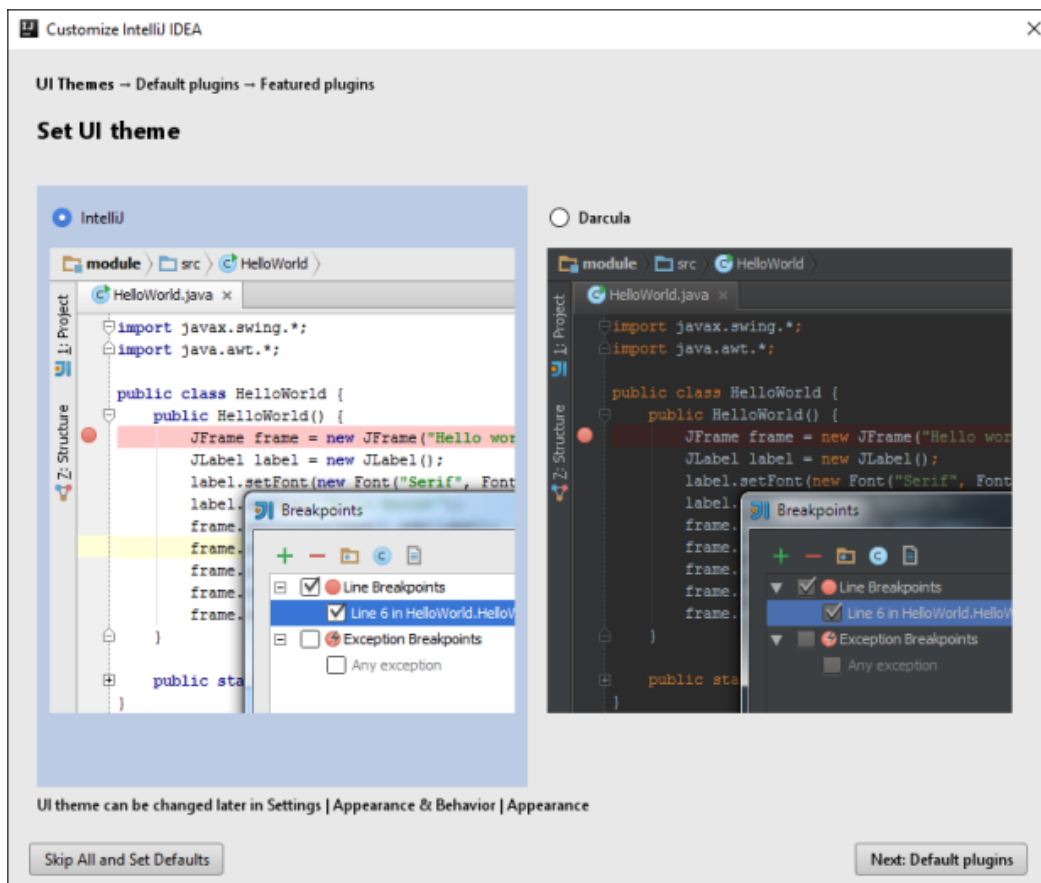 Customize IntelliJ IDEA
UI Themes → Default plugins → Featured plugins
Set UI theme
IntelliJ
module
src
HelloWorld
HelloWorld.java
1: Project
Z: Structure
import javax.swing.*;
import java.awt.*;
public class HelloWorld {
public HelloWorld() {
JFrame frame = new JFrame("Hello wor
JLabel label = new JLabel();
label.setFont(new Font("Serif", Font
label.
frame.
frame.
frame.
frame.
frame.
}
public sta
}
Breakpoints
Line Breakpoints
Line 6 in HelloWorld.HelloW
Exception Breakpoints
Any exception
Darcula
module
src
HelloWorld
HelloWorld.java
1: Project
Z: Structure
import javax.swing.*;
import java.awt.*;
public class HelloWorld {
public HelloWorld() {
JFrame frame = new JFrame("Hello wor
JLabel label = new JLabel();
label.setFont(new Font("Serif", Font
label.
frame.
frame.
frame.
frame.
frame.
}
public sta
}
Breakpoints
Line Breakpoints
Line 6 in HelloWorld.HelloW
Exception Breakpoints
Any exception
UI theme can be changed later in Settings | Appearance & Behavior | Appearance
Skip All and Set Defaults
Next: Default plugins